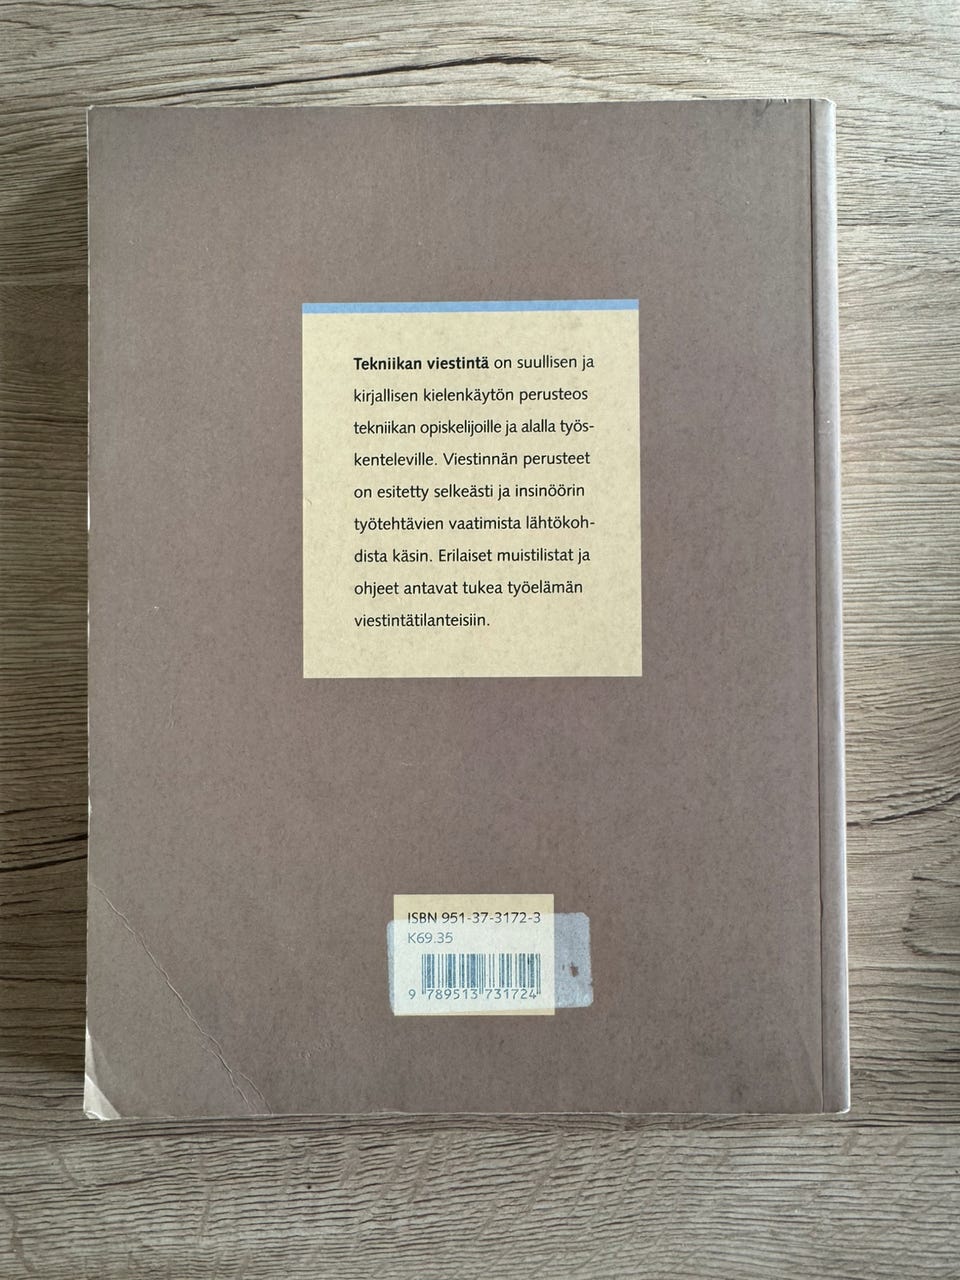 Tekniikan viestintä on suullisen ja
kirjallisen kielenkäytön perusteos
tekniikan opiskelijoille ja alalla työs-
kenteleville. Viestinnän perusteet
on esitetty selkeästi ja insinöörin
työtehtävien vaatimista lähtökoh-
dista käsin. Erilaiset muistilistat ja
ohjeet antavat tukea työelämän
viestintätilanteisiin.
ISBN 951-37-3172-3
K69.35
9 789513 731724